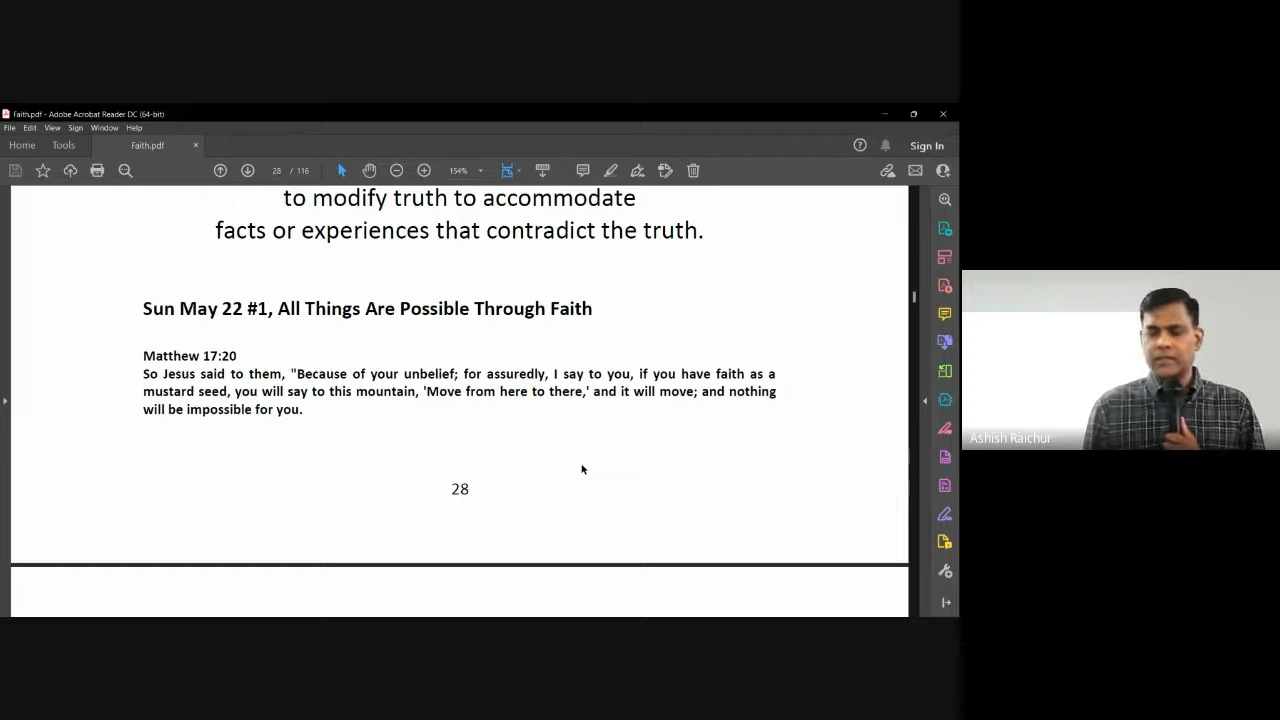 Faith.pdf - Adobe Acrobat Reader DC (64-bit)
File Edit View Sign Window Help
Home Tools Faith.pdf × Sign In
28 / 116 154%
to modify truth to accommodate
facts or experiences that contradict the truth.
Sun May 22 #1, All Things Are Possible Through Faith
Matthew 17:20
So Jesus said to them, "Because of your unbelief; for assuredly, I say to you, if you have faith as a
mustard seed, you will say to this mountain, 'Move from here to there,' and it will move; and nothing
will be impossible for you.
Ashish Raichur
28